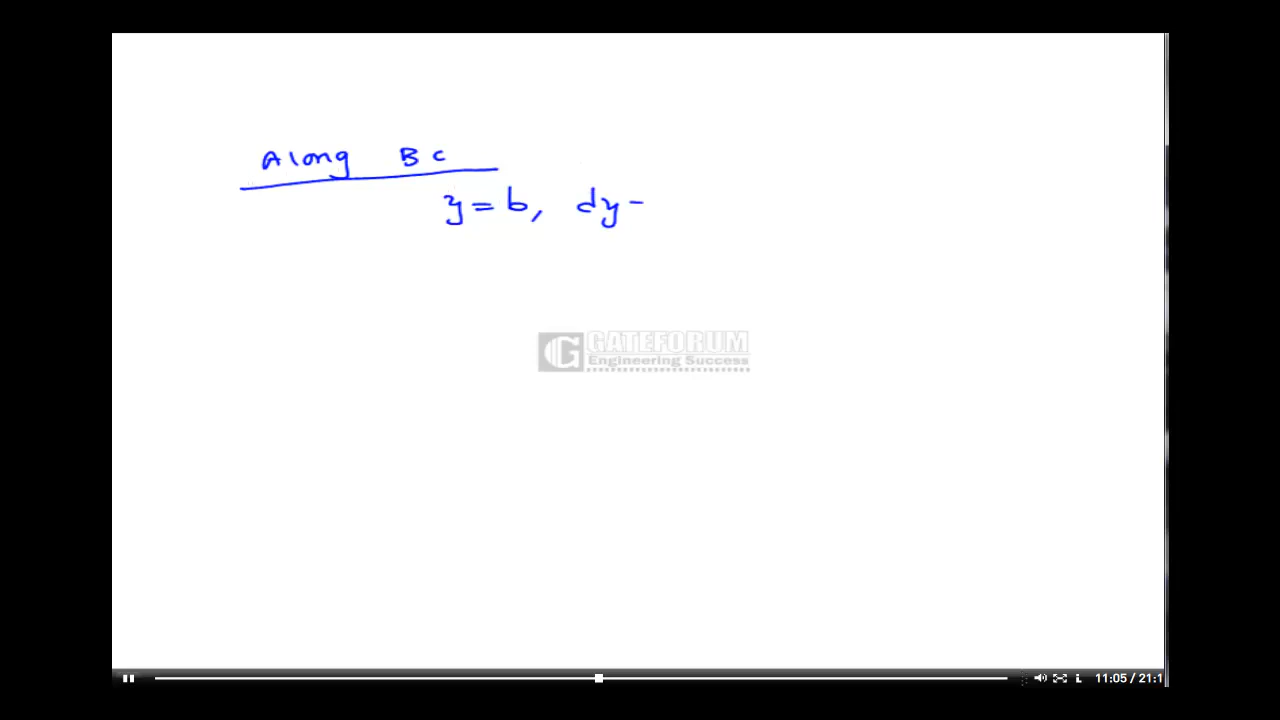 Along BC
y = b, dy -
GATEFORUM
Engineering Success
11:05 / 21:1